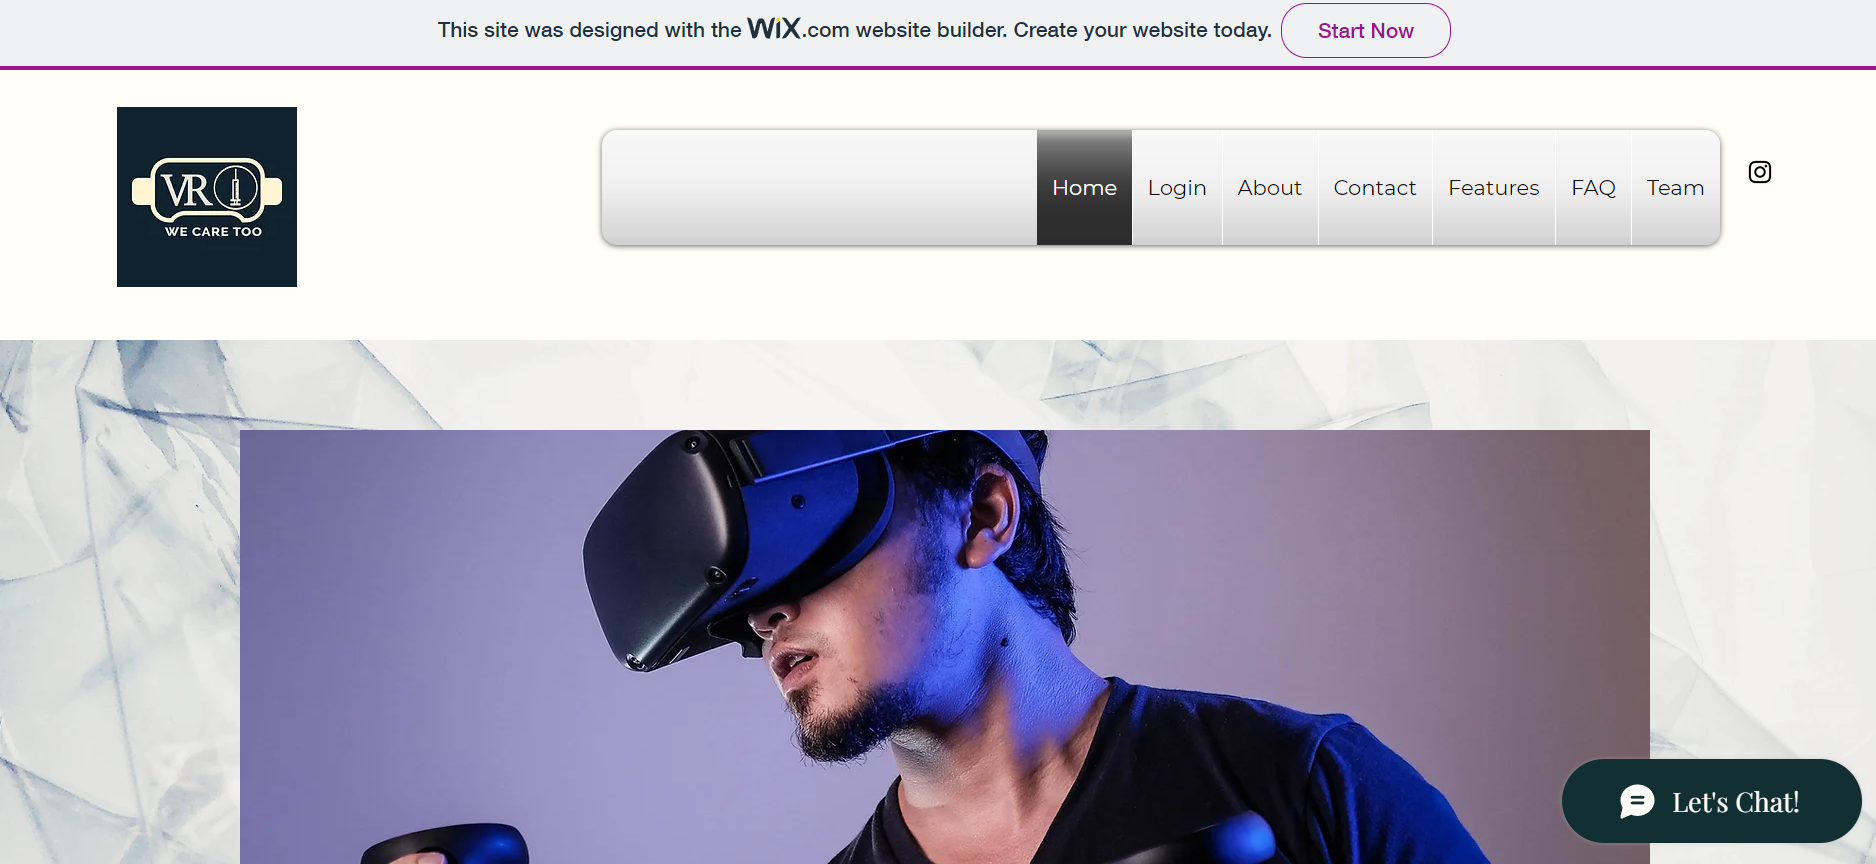 This site was designed with the WiX.com website builder. Create your website today. Start Now
VR
WE CARE TOO
Home Login About Contact Features FAQ Team
Let's Chat!